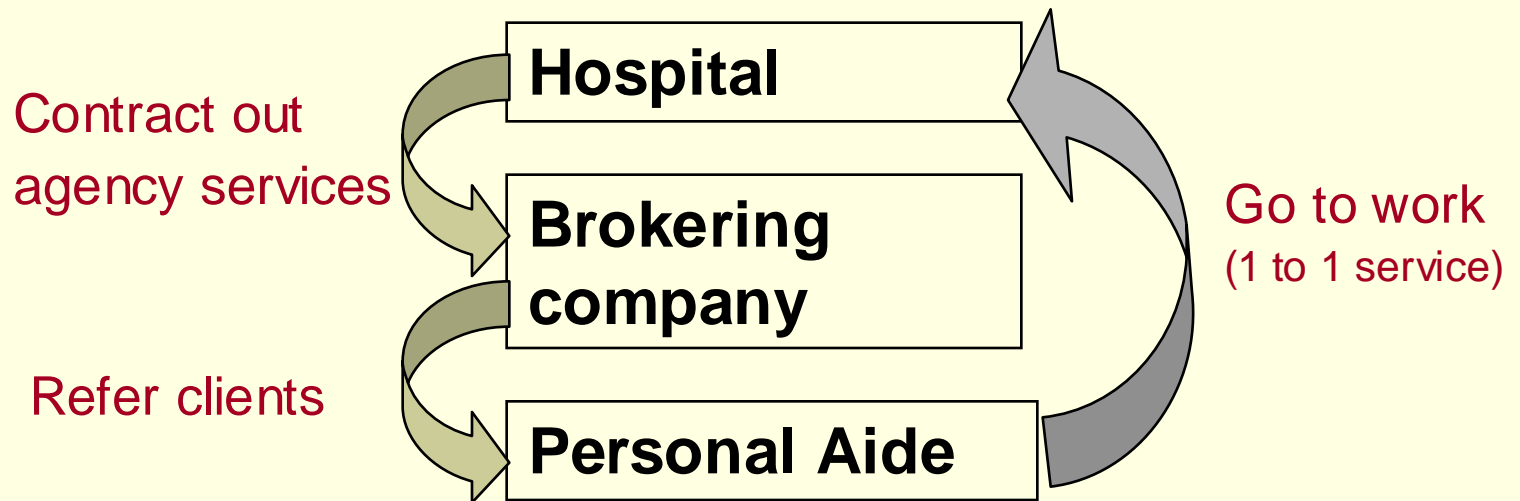 Hospital
Contract out
agency services
Brokering
company
Go to work
(1 to 1 service)
Refer clients
Personal Aide